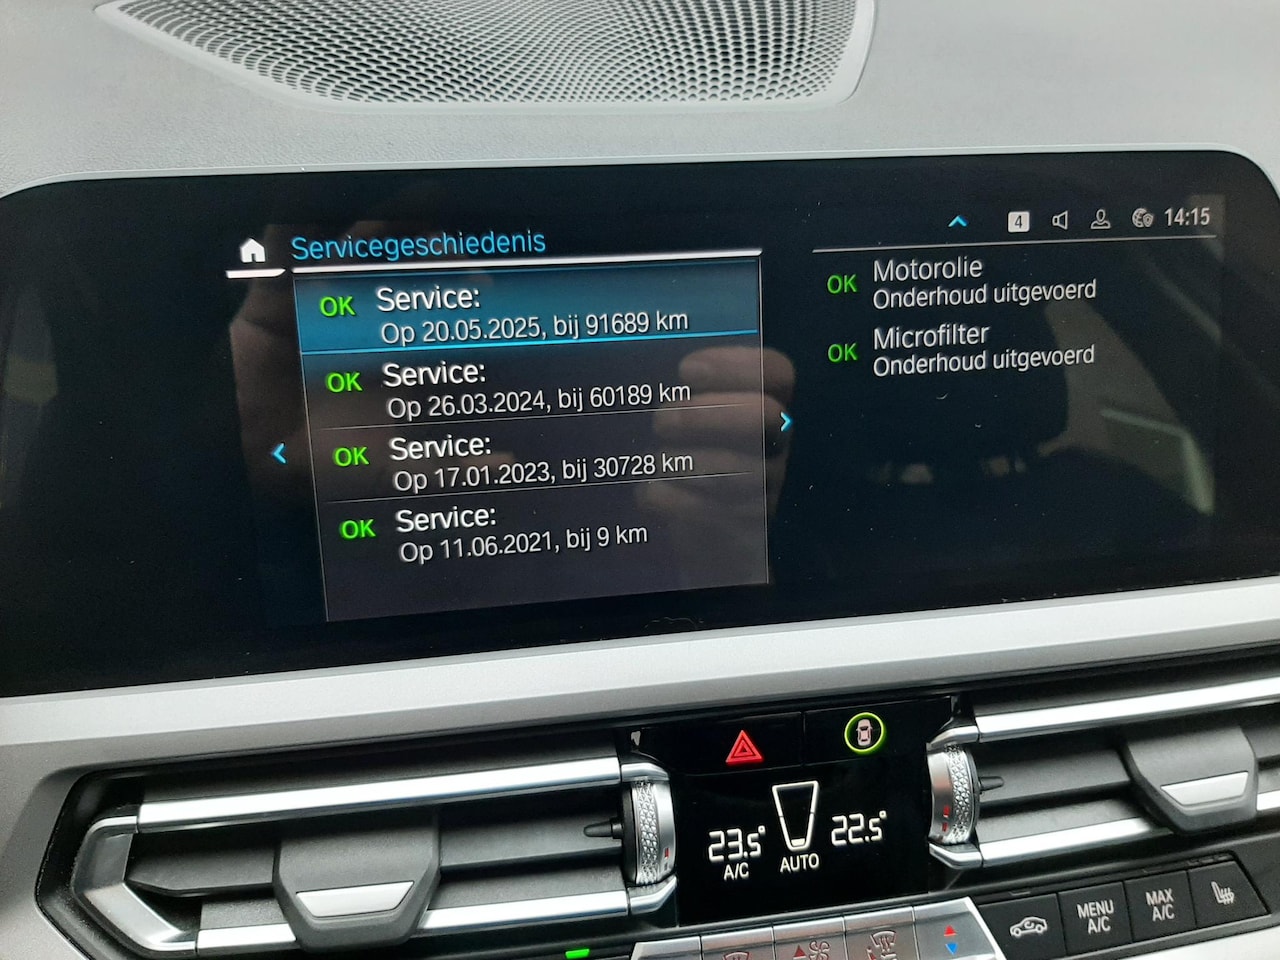 Servicegeschiedenis
4
14:15
OK Service:
Op 20.05.2025, bij 91689 km
OK Service:
Op 26.03.2024, bij 60189 km
OK Service:
Op 17.01.2023, bij 30728 km
OK Service:
Op 11.06.2021, bij 9 km
OK Motorolie
Onderhoud uitgevoerd
OK Microfilter
Onderhoud uitgevoerd
23.5°
A/C
AUTO
22.5°
MENU
A/C
MAX
A/C